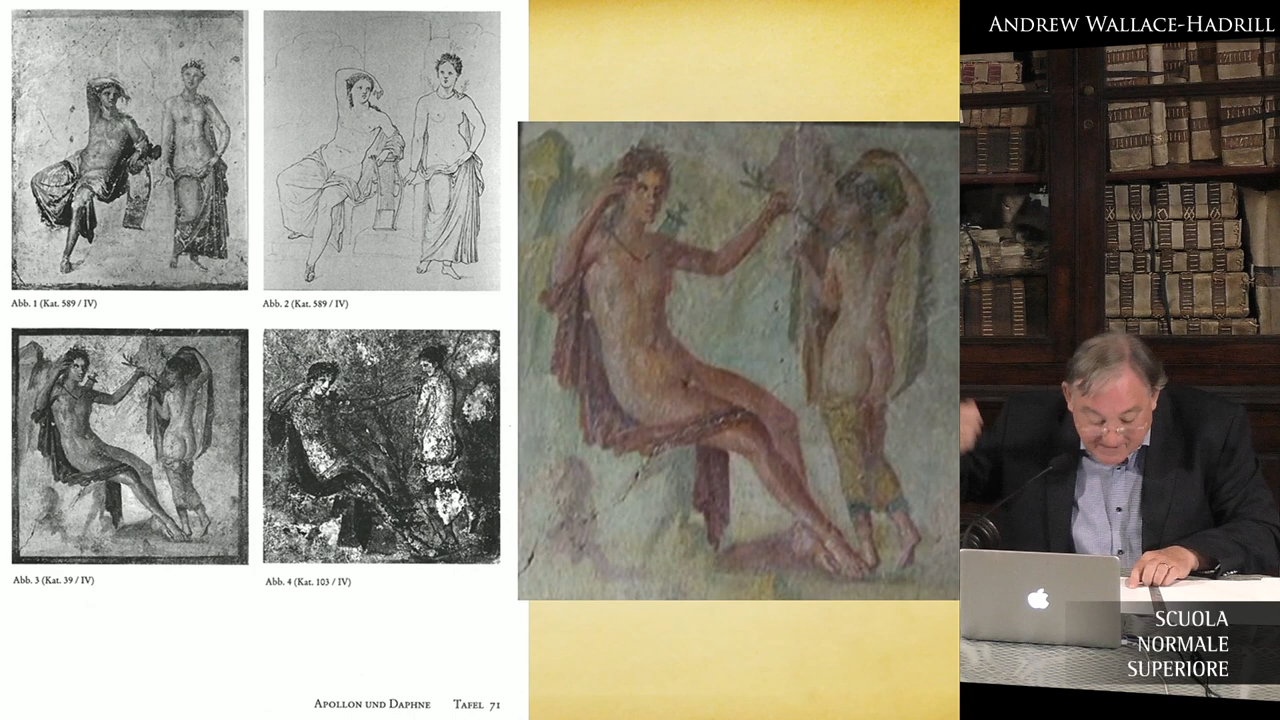 Abb. 1 (Kat. 589 / IV)
Abb. 2 (Kat. 589 / IV)
Abb. 3 (Kat. 39 / IV)
Abb. 4 (Kat. 103 / IV)
APOLLON UND DAPHNE TAFEL 71
ANDREW WALLACE-HADRILL
SCUOLA
NORMALE
SUPERIORE